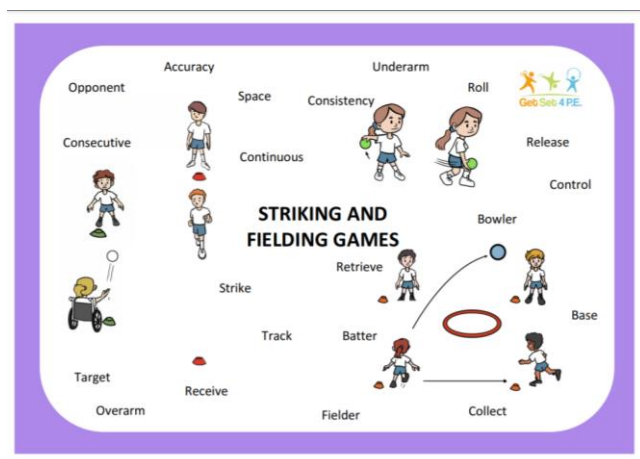 Accuracy
Underarm
Opponent
Space
Consistency
Roll
Get Set 4 P.E.
Consecutive
Continuous
Release
Control
STRIKING AND
FIELDING GAMES
Bowler
Retrieve
Strike
Track
Batter
Base
Target
Receive
Overarm
Fielder
Collect